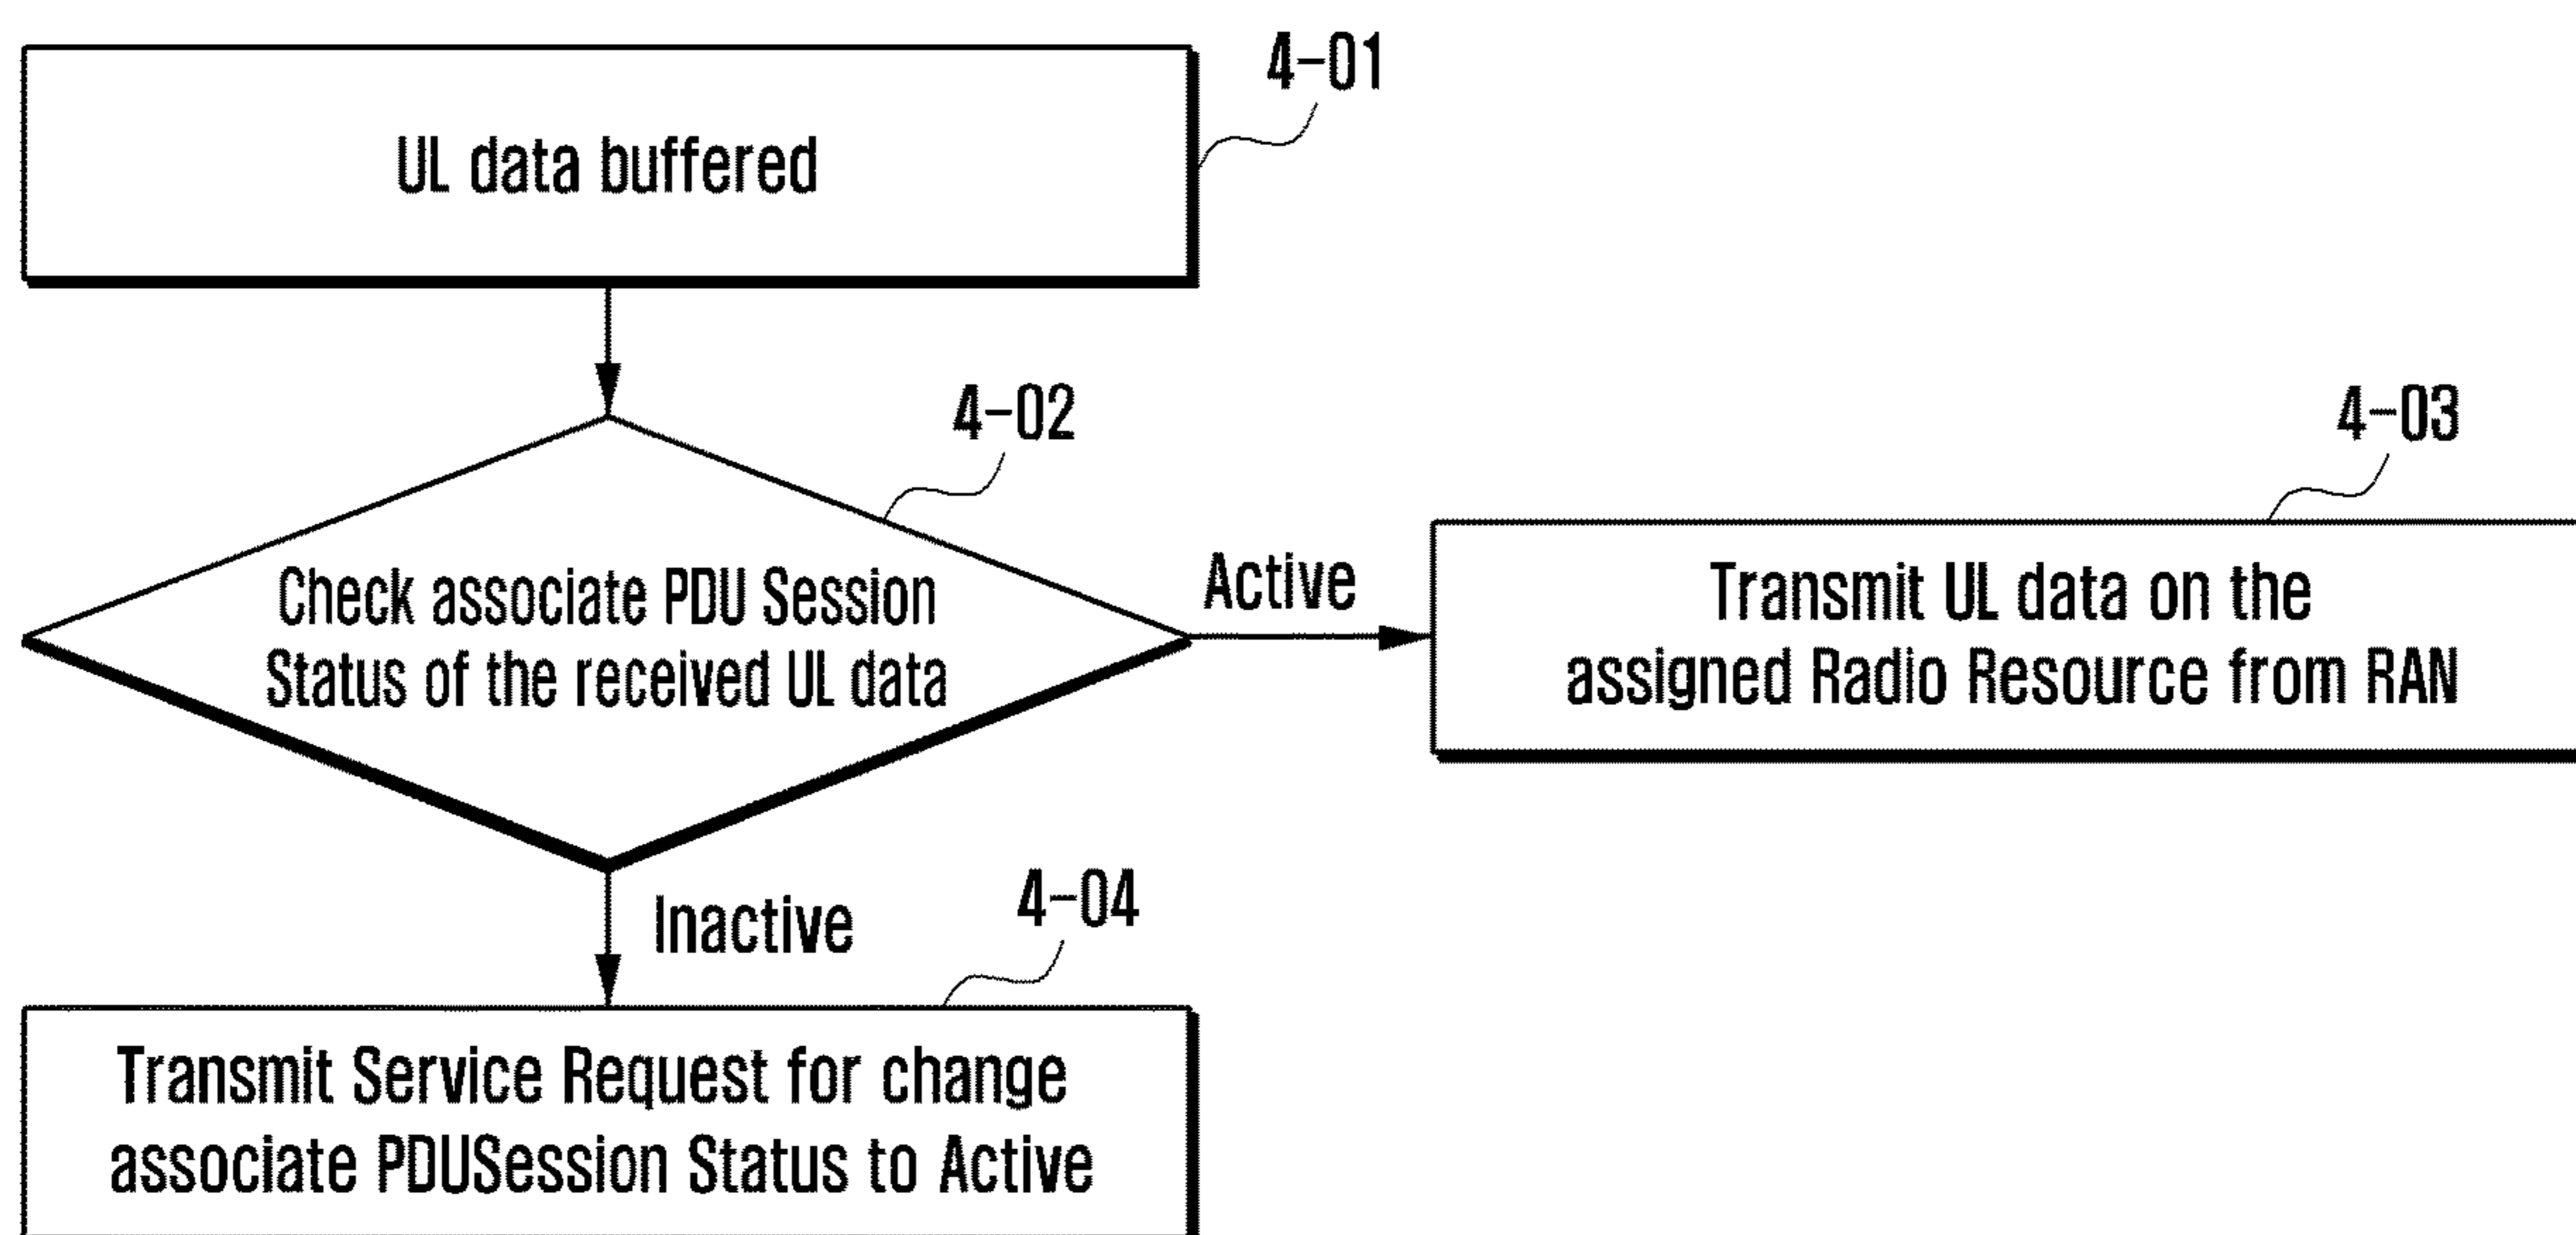 4-01
UL data buffered
4-02
Check associate PDU Session
Status of the received UL data
Active
4-03
Transmit UL data on the
assigned Radio Resource from RAN
Inactive
4-04
Transmit Service Request for change
associate PDUSession Status to Active